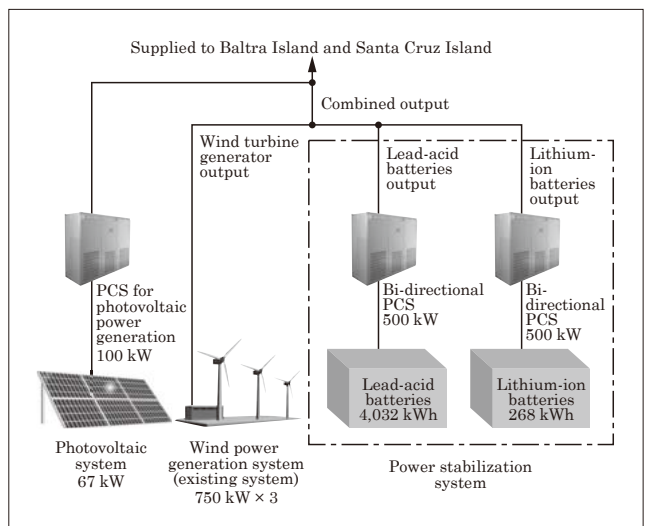 Supplied to Baltra Island and Santa Cruz Island
Combined output
Wind turbine
generator
output
Lead-acid
batteries
output
Lithium-
ion
batteries
output
PCS for
photovoltaic
power
generation
100 kW
Bi-directional
PCS
500 kW
Bi-
directional
PCS
500 kW
Lead-acid
batteries
4,032 kWh
Lithium-ion
batteries
268 kWh
Photovoltaic
system
67 kW
Wind power
generation system
(existing system)
750 kW × 3
Power stabilization
system